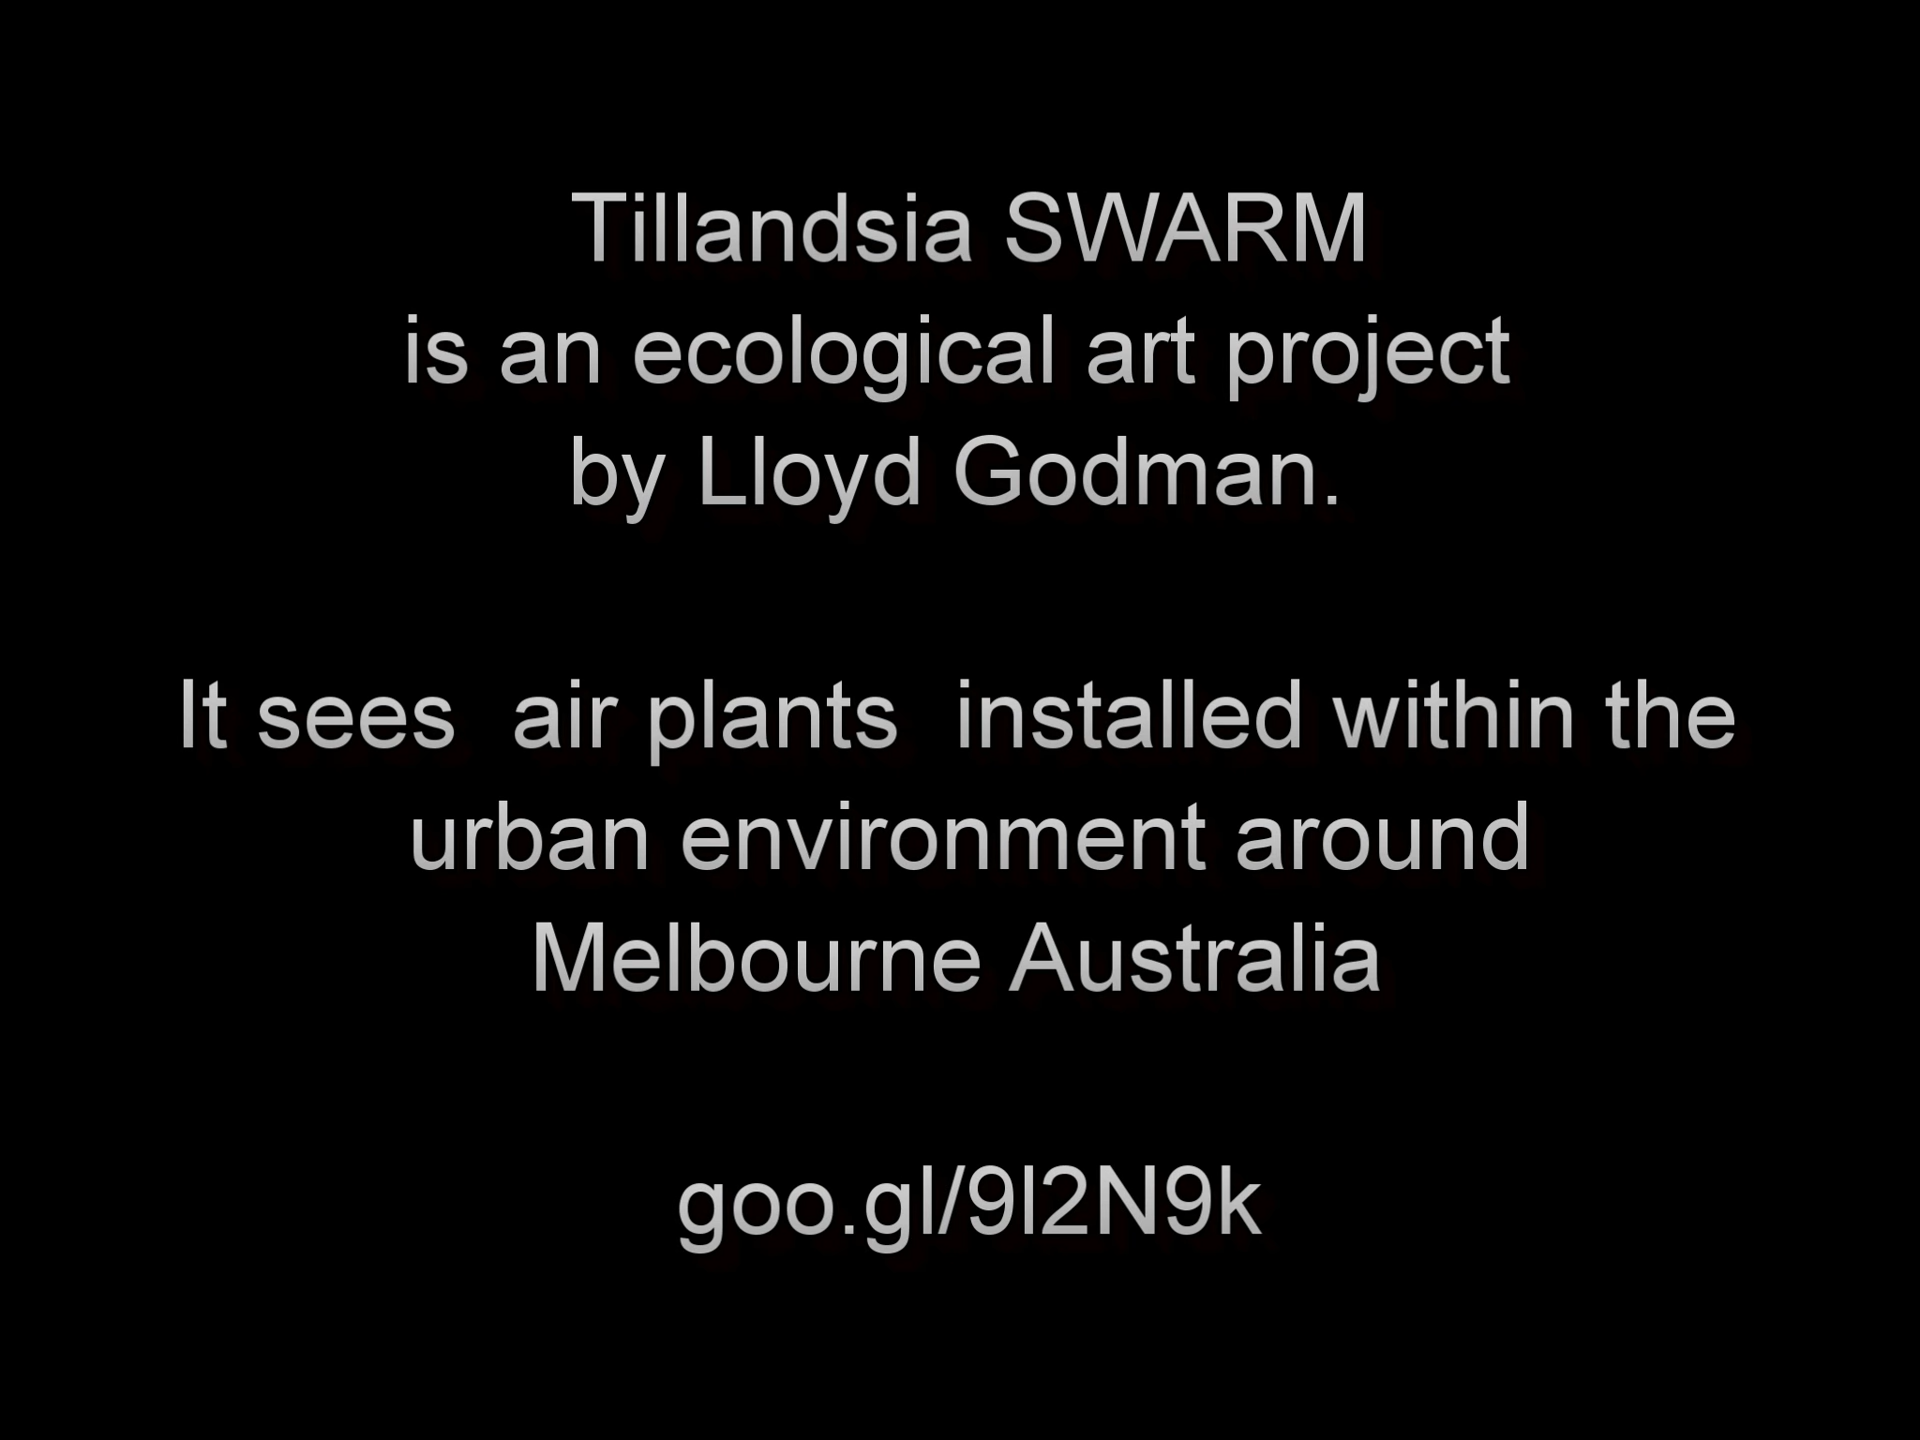 Tillandsia SWARM
is an ecological art project
by Lloyd Godman.
It sees  air plants  installed within the
urban environment around
Melbourne Australia
goo.gl/9l2N9k